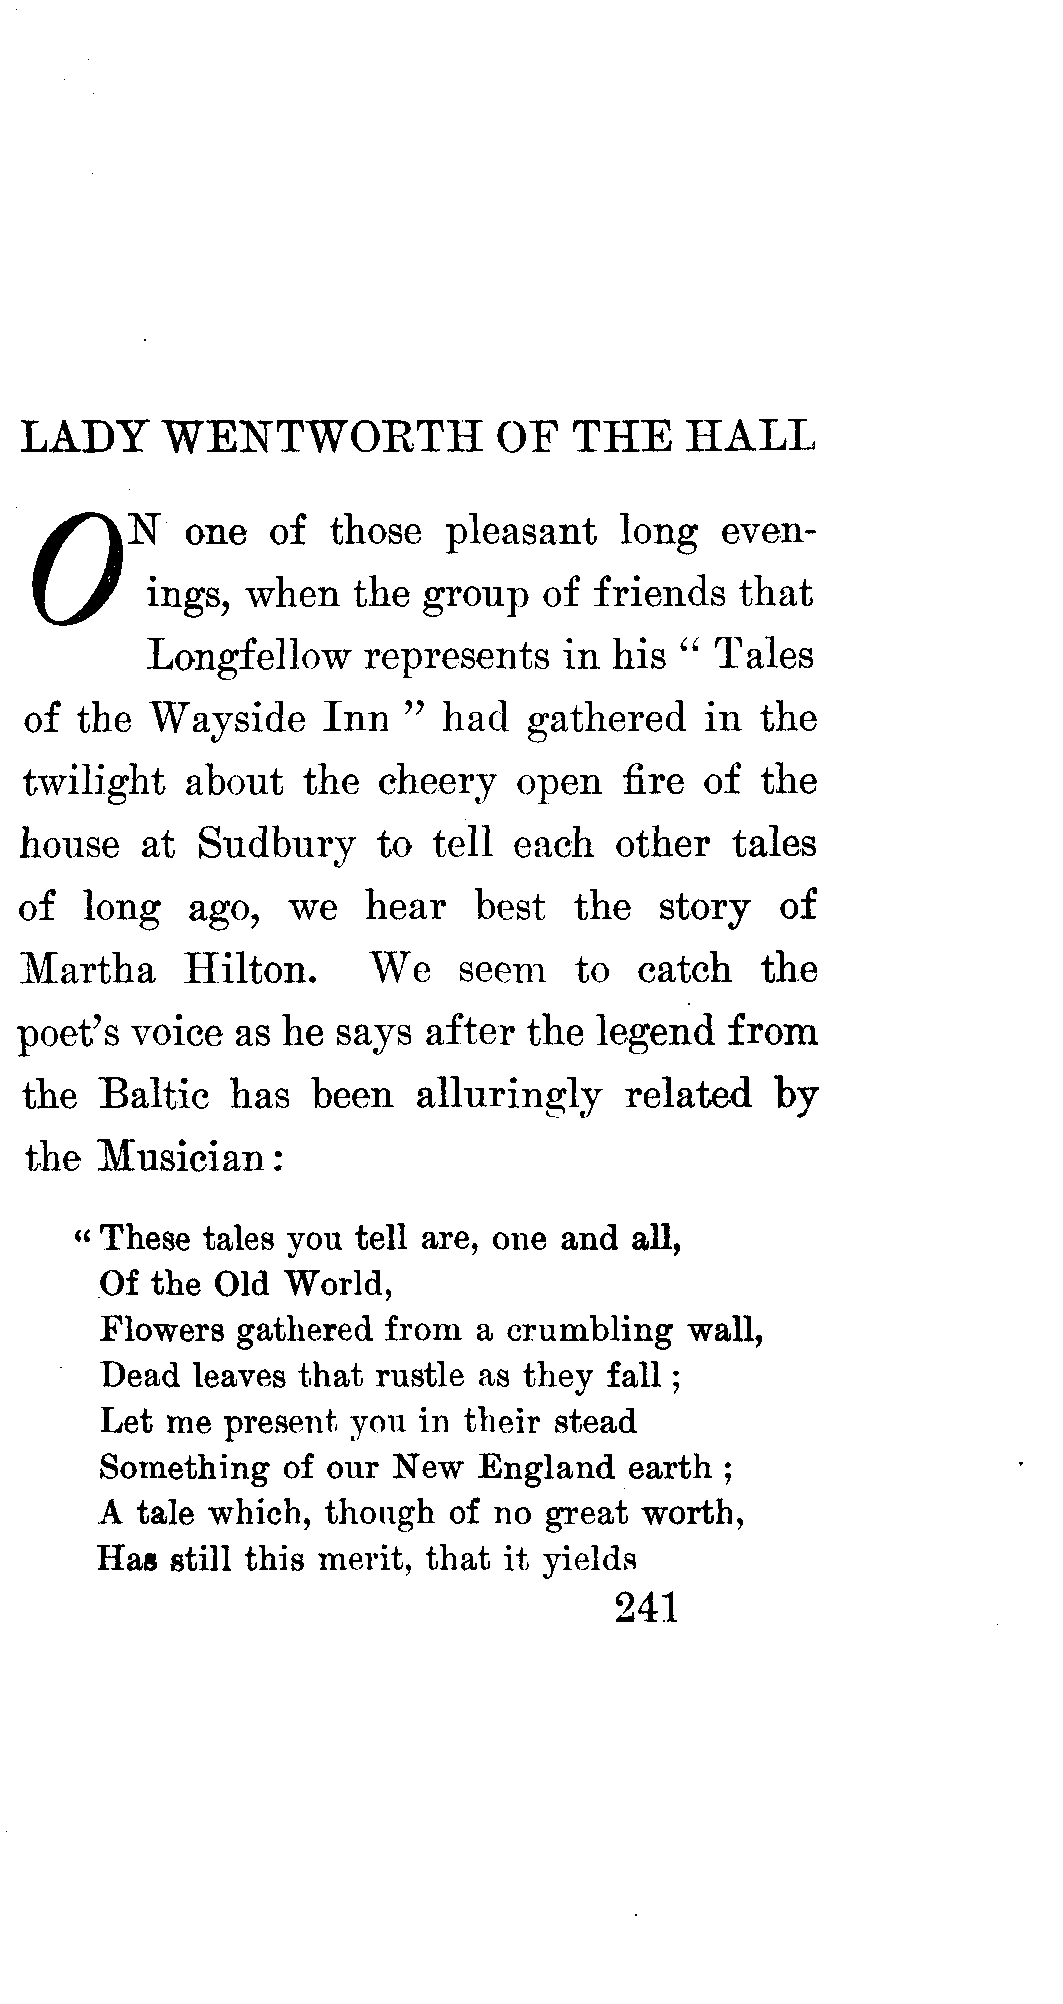 LADY WENTWORTH OF THE HALL
ON one of those pleasant long even-
ings, when the group of friends that
Longfellow represents in his “ Tales
of the Wayside Inn ” had gathered in the
twilight about the cheery open fire of the
house at Sudbury to tell each other tales
of long ago, we hear best the story of
Martha Hilton. We seem to catch the
poet’s voice as he says after the legend from
the Baltic has been alluringly related by
the Musician:
“ These tales you tell are, one and all,
Of the Old World,
Flowers gathered from a crumbling wall,
Dead leaves that rustle as they fall ;
Let me present you in their stead
Something of our New England earth ;
A tale which, though of no great worth,
Has still this merit, that it yields
241